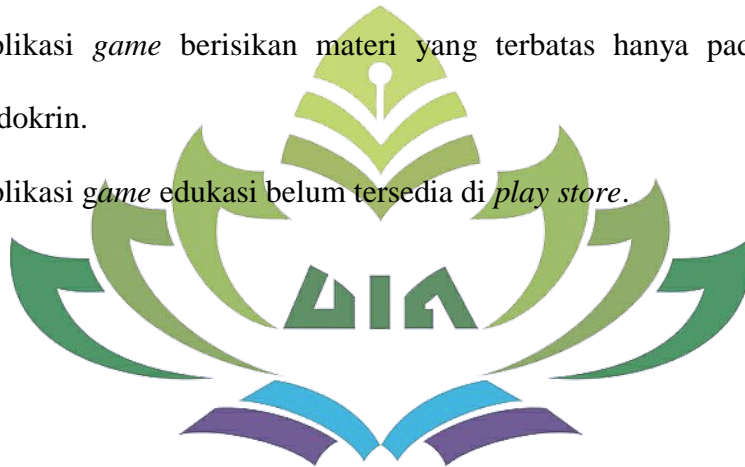 plikasi game berisikan materi yang terbatas hanya pad
dokrin.
plikasi game edukasi belum tersedia di play store.
UIN